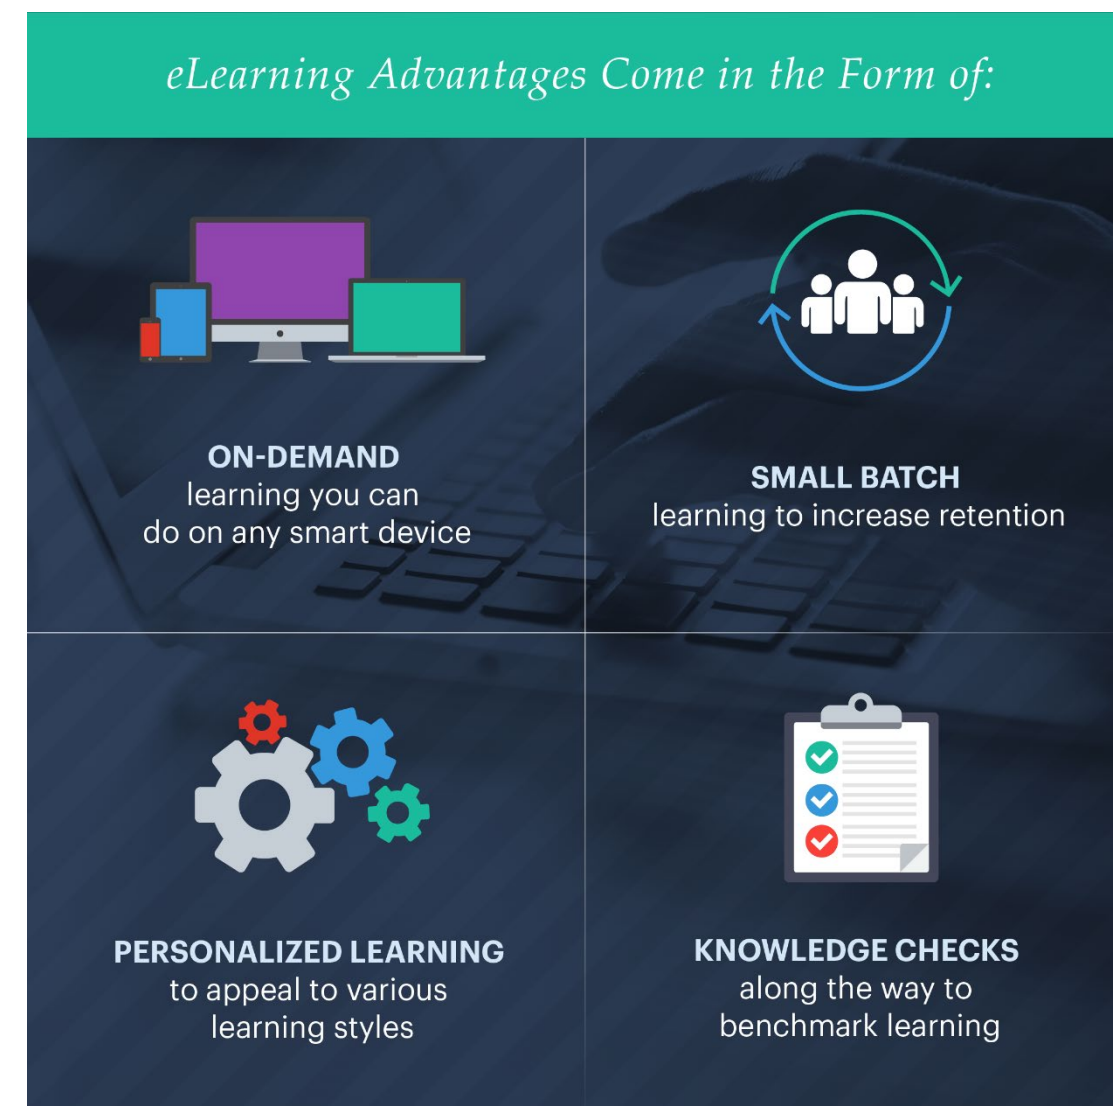 eLearning Advantages Come in the Form of:
ON-DEMAND
learning you can
do on any smart device
SMALL BATCH
learning to increase retention
PERSONALIZED LEARNING
to appeal to various
learning styles
KNOWLEDGE CHECKS
along the way to
benchmark learning